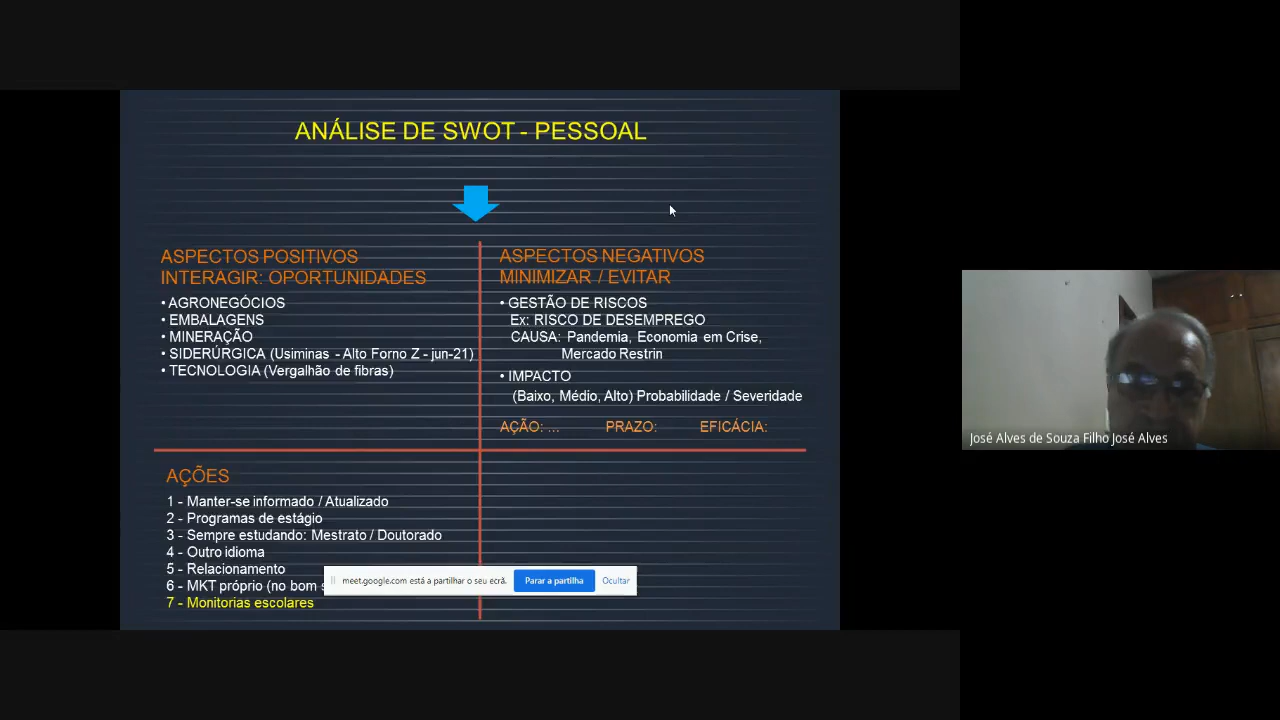 ANÁLISE DE SWOT - PESSOAL
ASPECTOS POSITIVOS
INTERAGIR: OPORTUNIDADES
• AGRONEGÓCIOS
• EMBALAGENS
• MINERAÇÃO
• SIDERÚRGICA (Usiminas - Alto Forno Z - jun-21)
• TECNOLOGIA (Vergalhão de fibras)
ASPECTOS NEGATIVOS
MINIMIZAR / EVITAR
• GESTÃO DE RISCOS
Ex: RISCO DE DESEMPREGO
CAUSA: Pandemia, Economia em Crise,
Mercado Restrin
• IMPACTO
(Baixo, Médio, Alto) Probabilidade / Severidade
AÇÃO: ... PRAZO: EFICÁCIA:
AÇÕES
1 - Manter-se informado / Atualizado
2 - Programas de estágio
3 - Sempre estudando: Mestrato / Doutorado
4 - Outro idioma
5 - Relacionamento
6 - MKT próprio (no bom
7 - Monitorias escolares
meet.google.com está a partilhar o seu ecrã.
Parar a partilha
Ocultar
José Alves de Souza Filho José Alves